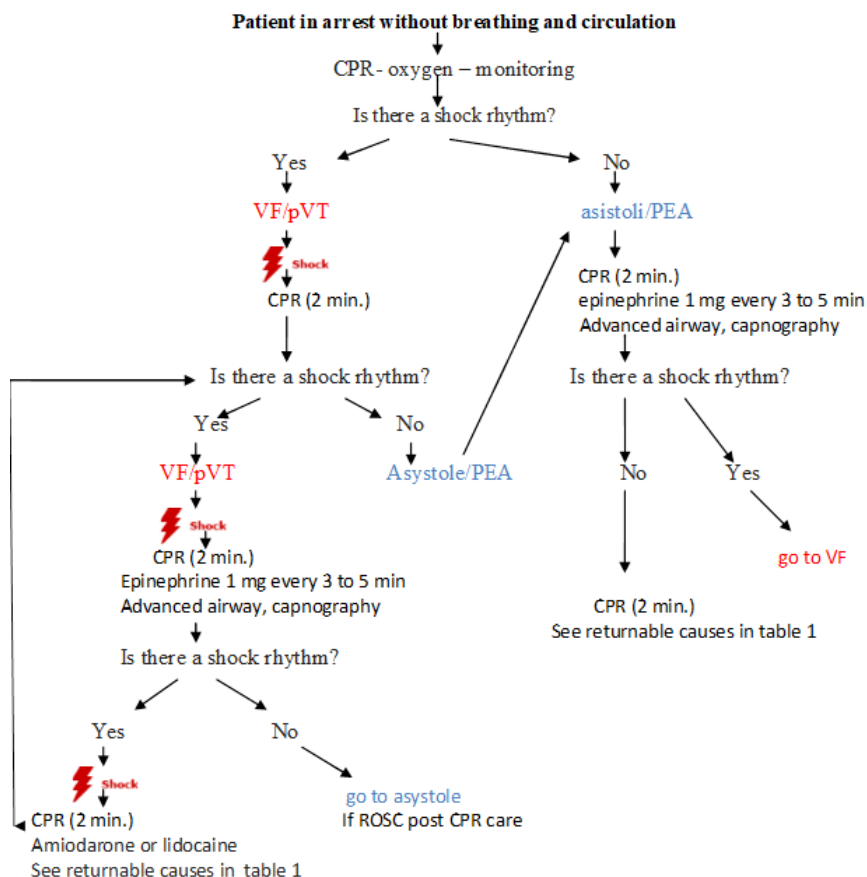 Patient in arrest without breathing and circulation
CPR- oxygen – monitoring
Is there a shock rhythm?
Yes
No
VF/pVT
asistoli/PEA
Shock
CPR (2 min.)
CPR (2 min.)
epinephrine 1 mg every 3 to 5 min
Advanced airway, capnography
Is there a shock rhythm?
Is there a shock rhythm?
Yes
No
No
Yes
VF/pVT
Asystole/PEA
Shock
go to VF
CPR (2 min.)
Epinephrine 1 mg every 3 to 5 min
Advanced airway, capnography
CPR (2 min.)
See returnable causes in table 1
Is there a shock rhythm?
Yes
No
Shock
go to asystole
If ROSC post CPR care
CPR (2 min.)
Amiodarone or lidocaine
See returnable causes in table 1